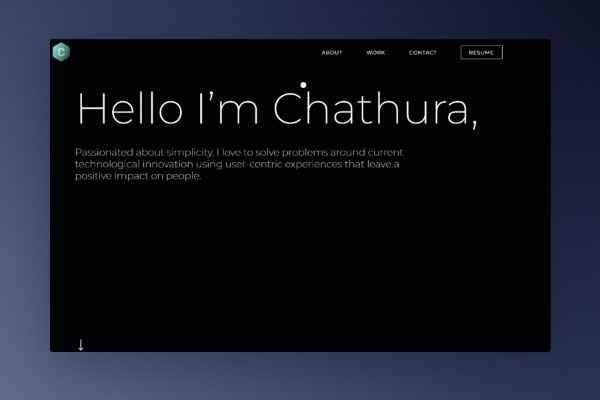 C
ABOUT WORK CONTACT RESUME
Hello I'm Chathura,
Passionated about simplicity, I love to solve problems around current
technological innovation using user-centric experiences that leave a
positive impact on people.